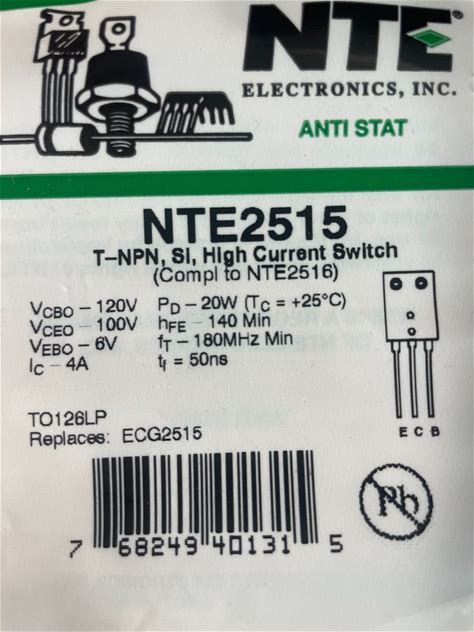 NTE
ELECTRONICS, INC.
ANTI STAT
NTE2515
T–NPN, SI, High Current Switch
(Compl to NTE2516)
VCBO – 120V PD – 20W (TC = +25°C)
VCEO – 100V hFE – 140 Min
VEBO – 6V fT – 180MHz Min
IC – 4A tf – 50ns
E C B
TO126LP
Replaces: ECG2515
Pb
7 68249 40131 5